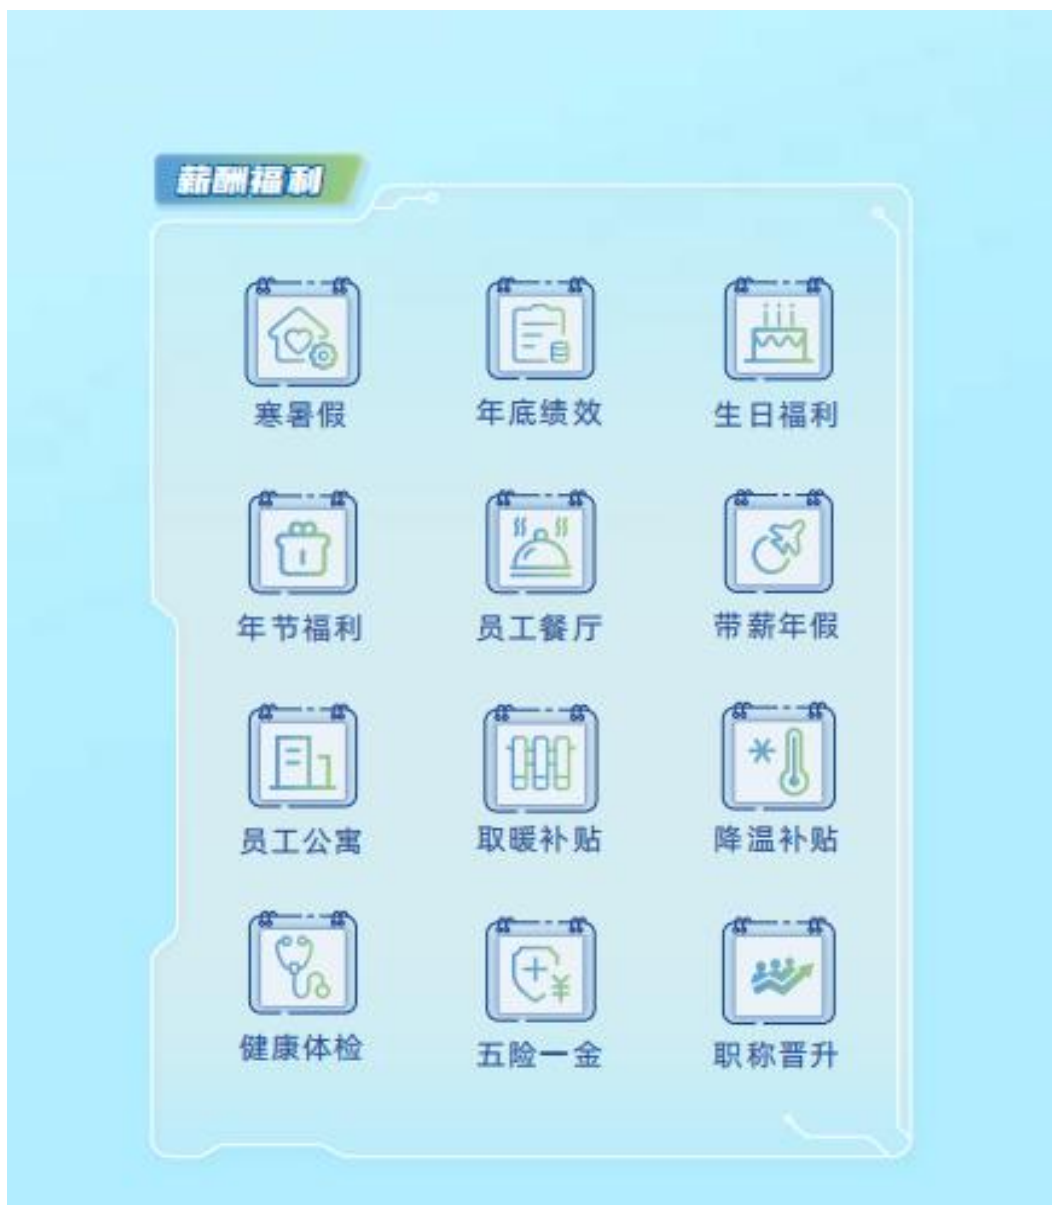 薪酬福利
寒暑假
年底绩效
生日福利
年节福利
员工餐厅
带薪年假
员工公寓
取暖补贴
降温补贴
健康体检
五险一金
职称晋升